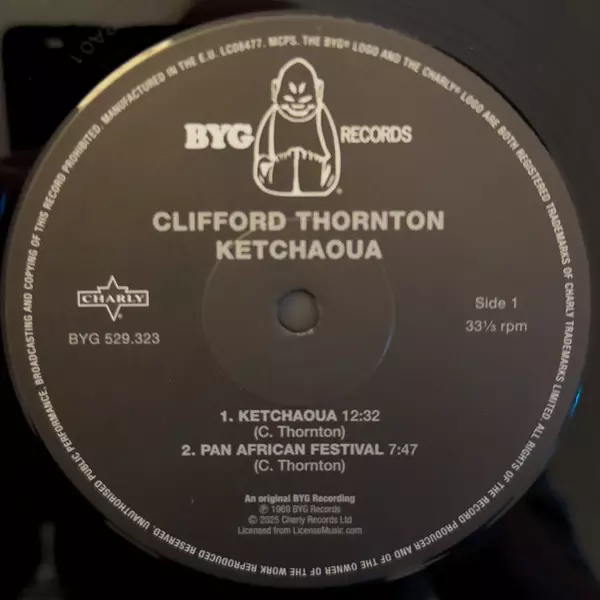 UNAUTHORISED PUBLIC PERFORMANCE, BROADCASTING AND COPYING OF THIS RECORD PROHIBITED. MANUFACTURED IN THE E.U. LC08477. MCPS. THE BYG® LOGO AND THE CHARLY® LOGO ARE BOTH REGISTERED TRADEMARKS OF CHARLY TRADEMARKS LIMITED. ALL RIGHTS OF THE RECORD PRODUCER AND OF THE OWNER OF THE WORK REPRODUCED RESERVED.
BYG RECORDS
®
CLIFFORD THORNTON
KETCHAOUA
CHARLY
®
BYG 529.323
Side 1
33⅓ rpm
1. KETCHAOUA 12:32
(C. Thornton)
2. PAN AFRICAN FESTIVAL 7:47
(C. Thornton)
An original BYG Recording
℗ 1969 BYG Records
© 2025 Charly Records Ltd
Licensed from LicenseMusic.com